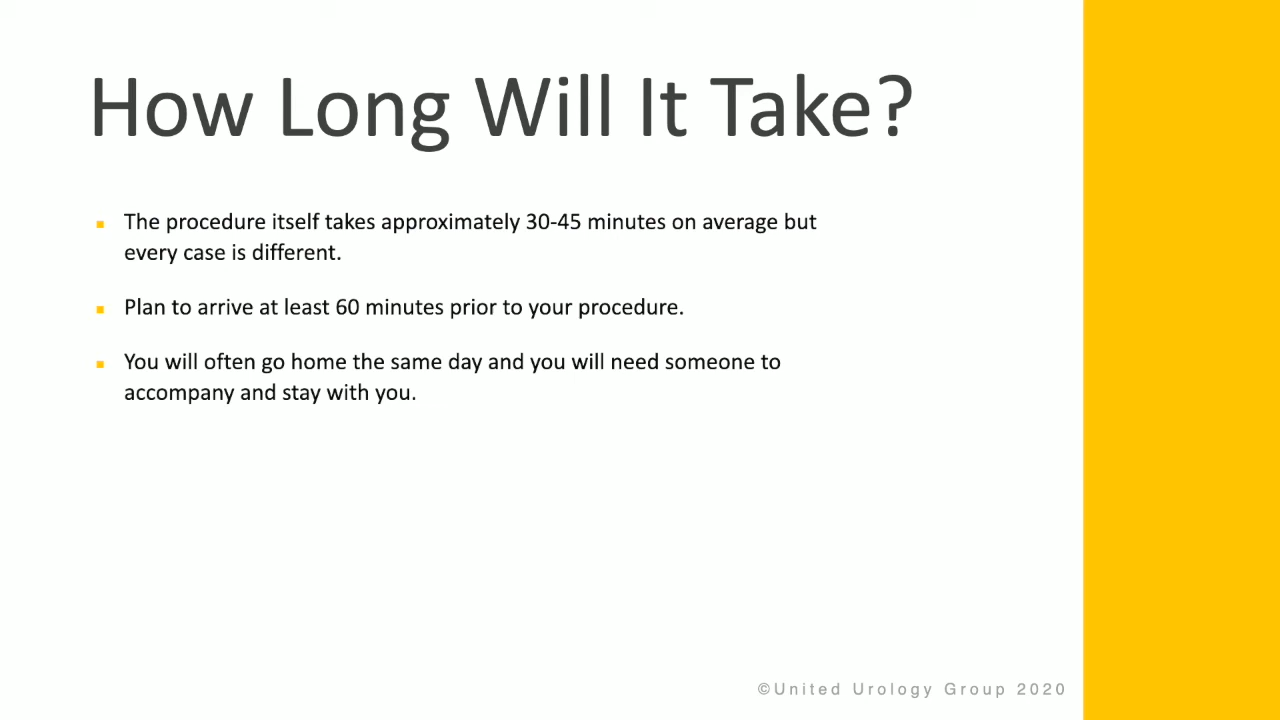 How Long Will It Take?
▪ The procedure itself takes approximately 30-45 minutes on average but
every case is different.
▪ Plan to arrive at least 60 minutes prior to your procedure.
▪ You will often go home the same day and you will need someone to
accompany and stay with you.
©United Urology Group 2020